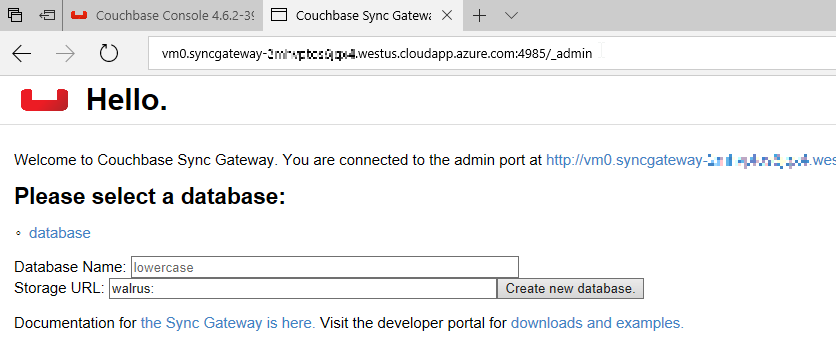 Couchbase Console 4.6.2-39
Couchbase Sync Gatewa
vm0.syncgateway- .westus.cloudapp.azure.com:4985/_admin
Hello.
Welcome to Couchbase Sync Gateway. You are connected to the admin port at http://vm0.syncgateway- .wes
Please select a database:
database
Database Name: lowercase
Storage URL: walrus: Create new database.
Documentation for the Sync Gateway is here. Visit the developer portal for downloads and examples.